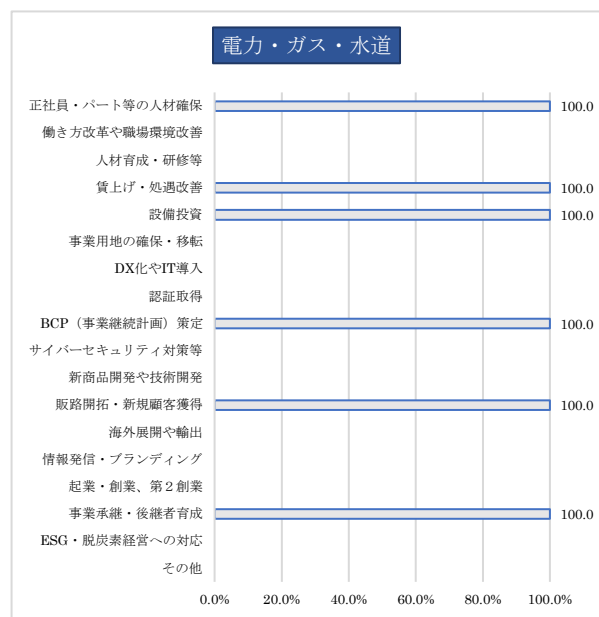 電力・ガス・水道
正社員・パート等の人材確保 100.0
働き方改革や職場環境改善
人材育成・研修等
賃上げ・処遇改善 100.0
設備投資 100.0
事業用地の確保・移転
DX化やIT導入
認証取得
BCP（事業継続計画）策定 100.0
サイバーセキュリティ対策等
新商品開発や技術開発
販路開拓・新規顧客獲得 100.0
海外展開や輸出
情報発信・ブランディング
起業・創業、第２創業
事業承継・後継者育成 100.0
ESG・脱炭素経営への対応
その他
0.0% 20.0% 40.0% 60.0% 80.0% 100.0%